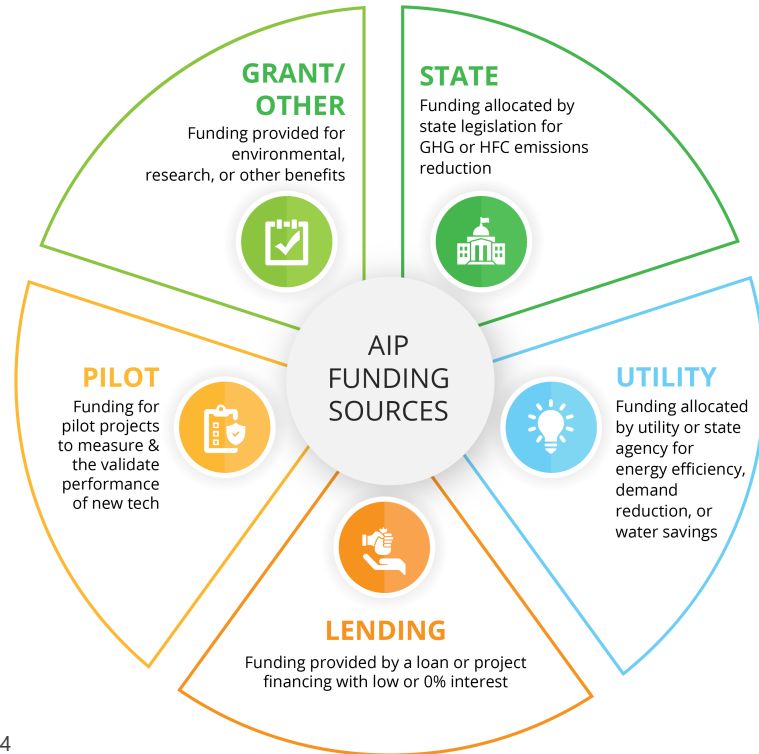 GRANT/
OTHER
Funding provided for
environmental,
research, or other benefits
STATE
Funding allocated by
state legislation for
GHG or HFC emissions
reduction
AIP
FUNDING
SOURCES
PILOT
Funding for
pilot projects
to measure &
the validate
performance
of new tech
UTILITY
Funding allocated
by utility or state
agency for
energy efficiency,
demand
reduction, or
water savings
LENDING
Funding provided by a loan or project
financing with low or 0% interest
4